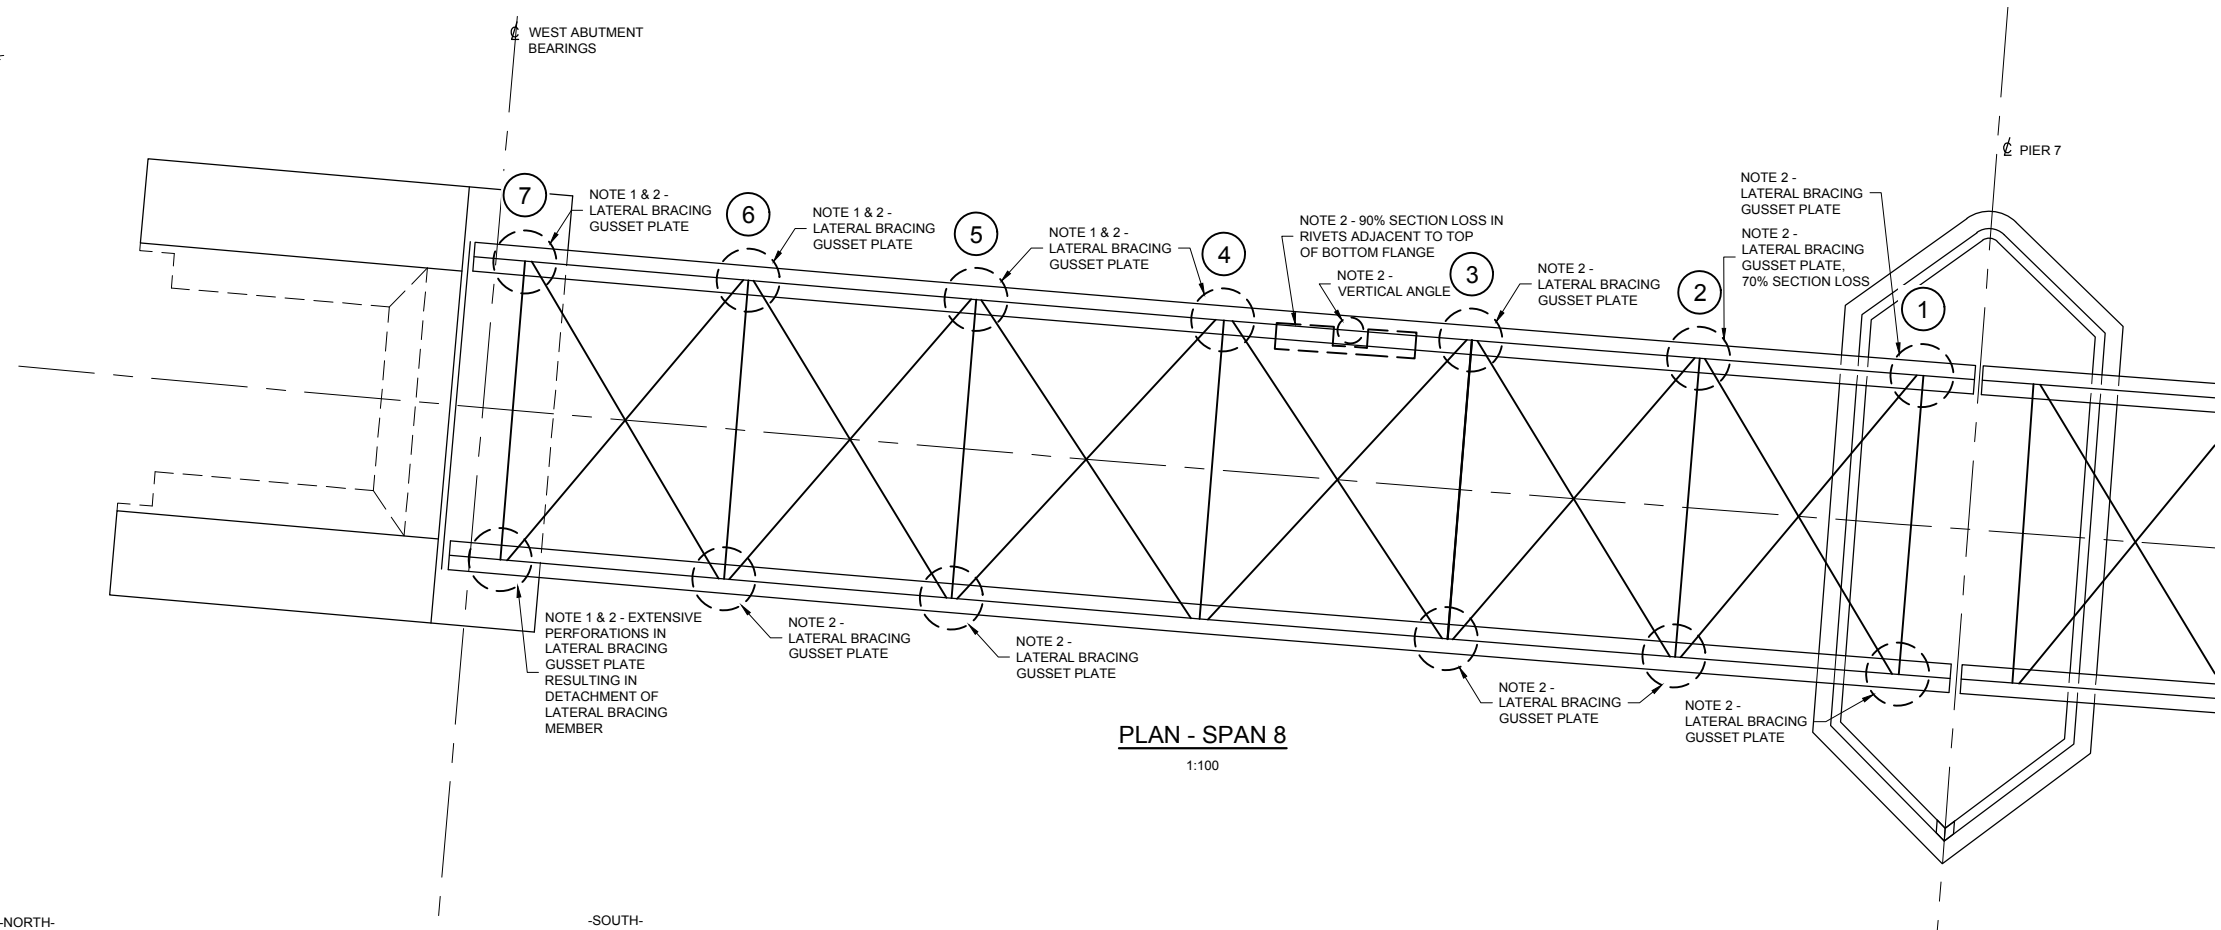 ℄ WEST ABUTMENT
BEARINGS
℄ PIER 7
7
NOTE 1 & 2 -
LATERAL BRACING
GUSSET PLATE
6
NOTE 1 & 2 -
LATERAL BRACING
GUSSET PLATE
5
NOTE 1 & 2 -
LATERAL BRACING
GUSSET PLATE
4
NOTE 2 - 90% SECTION LOSS IN
RIVETS ADJACENT TO TOP
OF BOTTOM FLANGE
NOTE 2 -
VERTICAL ANGLE
3
NOTE 2 -
LATERAL BRACING
GUSSET PLATE
2
NOTE 2 -
LATERAL BRACING
GUSSET PLATE
NOTE 2 -
LATERAL BRACING
GUSSET PLATE,
70% SECTION LOSS
1
NOTE 1 & 2 - EXTENSIVE
PERFORATIONS IN
LATERAL BRACING
GUSSET PLATE
RESULTING IN
DETACHMENT OF
LATERAL BRACING
MEMBER
NOTE 2 -
LATERAL BRACING
GUSSET PLATE
NOTE 2 -
LATERAL BRACING
GUSSET PLATE
NOTE 2 -
LATERAL BRACING
GUSSET PLATE
NOTE 2 -
LATERAL BRACING
GUSSET PLATE
PLAN - SPAN 8
1:100
-NORTH-
-SOUTH-